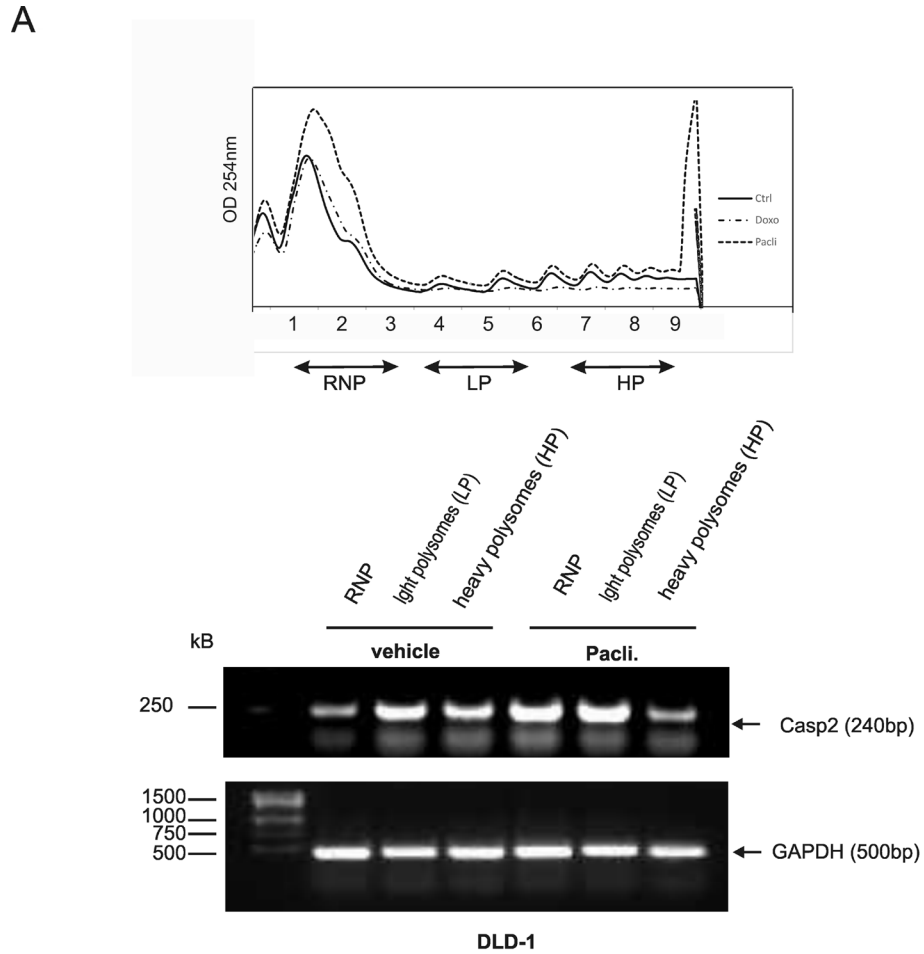 A
OD 254nm
Ctrl
Doxo
Pacli
1 2 3 4 5 6 7 8 9
RNP LP HP
RNP
lght polysomes (LP)
heavy polysomes (HP)
RNP
lght polysomes (LP)
heavy polysomes (HP)
kB
vehicle Pacli.
250
Casp2 (240bp)
1500
1000
750
500
GAPDH (500bp)
DLD-1